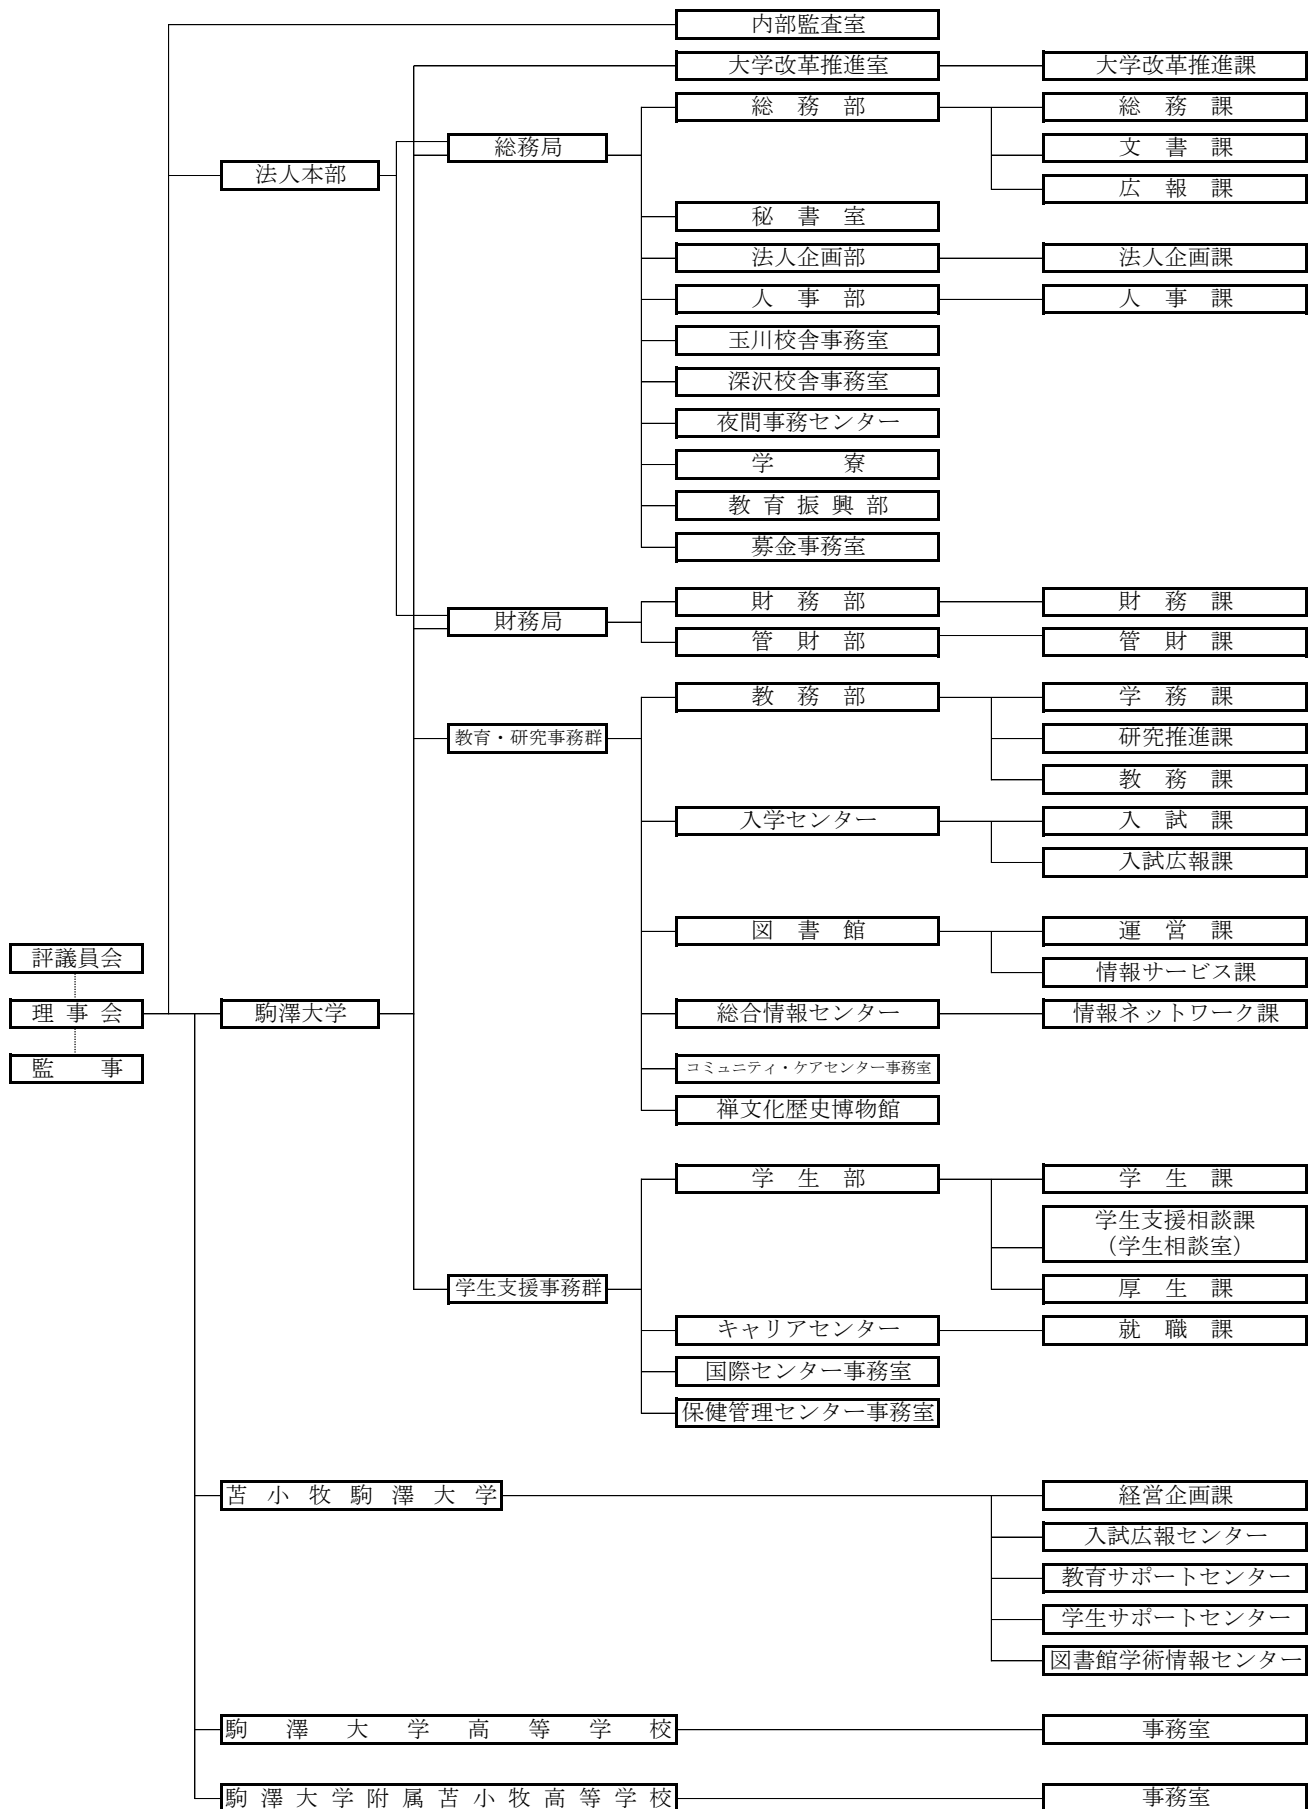 内部監査室
大学改革推進室 大学改革推進課
総務部 総務課
総務局 文書課
法人本部 広報課
秘書室
法人企画部 法人企画課
人事部 人事課
玉川校舎事務室
深沢校舎事務室
夜間事務センター
学寮
教育振興部
募金事務室
財務部 財務課
財務局
管財部 管財課
教務部 学務課
教育・研究事務群 研究推進課
教務課
入学センター 入試課
入試広報課
図書館 運営課
評議員会 情報サービス課
理事会 駒澤大学 総合情報センター 情報ネットワーク課
監事 コミュニティ・ケアセンター事務室
禅文化歴史博物館
学生部 学生課
学生支援相談課
（学生相談室）
学生支援事務群 厚生課
キャリアセンター 就職課
国際センター事務室
保健管理センター事務室
苫小牧駒澤大学 経営企画課
入試広報センター
教育サポートセンター
学生サポートセンター
図書館学術情報センター
駒澤大学高等学校 事務室
駒澤大学附属苫小牧高等学校 事務室